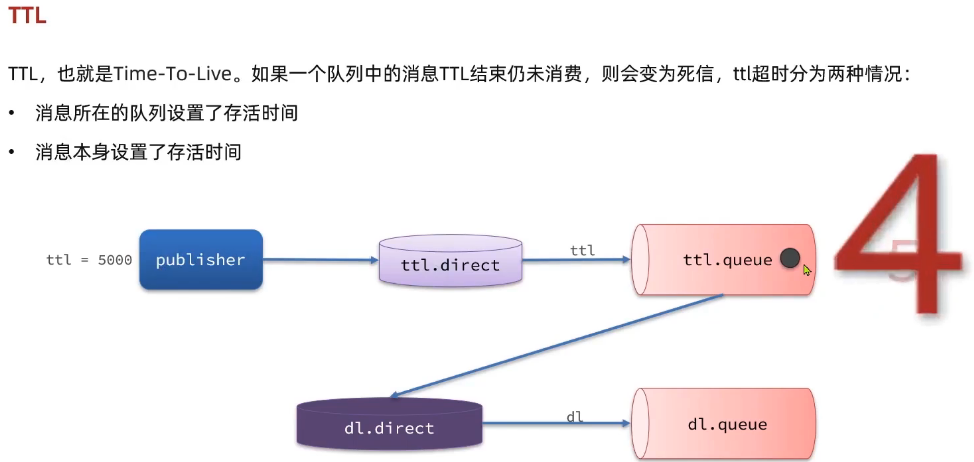 TTL
TTL，也就是Time-To-Live。如果一个队列中的消息TTL结束仍未消费，则会变为死信，ttl超时分为两种情况：
• 消息所在的队列设置了存活时间
• 消息本身设置了存活时间
ttl = 5000
publisher
ttl.direct
ttl
ttl.queue
4
5
dl.direct
dl
dl.queue